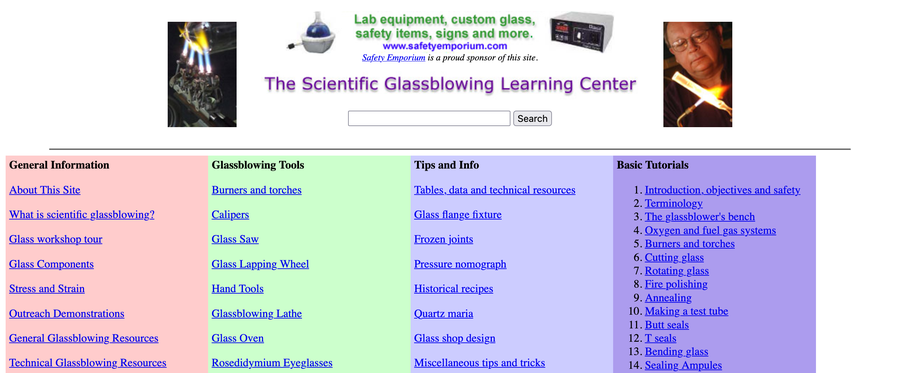 Lab equipment, custom glass,
safety items, signs and more.
www.safetyemporium.com
Safety Emporium is a proud sponsor of this site.
The Scientific Glassblowing Learning Center
Search
General Information
About This Site
What is scientific glassblowing?
Glass workshop tour
Glass Components
Stress and Strain
Outreach Demonstrations
General Glassblowing Resources
Technical Glassblowing Resources
Glassblowing Tools
Burners and torches
Calipers
Glass Saw
Glass Lapping Wheel
Hand Tools
Glassblowing Lathe
Glass Oven
Rosedidymium Eyeglasses
Tips and Info
Tables, data and technical resources
Glass flange fixture
Frozen joints
Pressure nomograph
Historical recipes
Quartz maria
Glass shop design
Miscellaneous tips and tricks
Basic Tutorials
1. Introduction, objectives and safety
2. Terminology
3. The glassblower's bench
4. Oxygen and fuel gas systems
5. Burners and torches
6. Cutting glass
7. Rotating glass
8. Fire polishing
9. Annealing
10. Making a test tube
11. Butt seals
12. T seals
13. Bending glass
14. Sealing Ampules